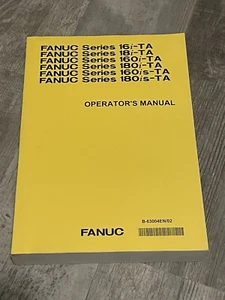 FANUC Series 16i-TA
FANUC Series 18i-TA
FANUC Series 160i-TA
FANUC Series 180i-TA
FANUC Series 160is-TA
FANUC Series 180is-TA
OPERATOR'S MANUAL
B-63004EN/02
FANUC